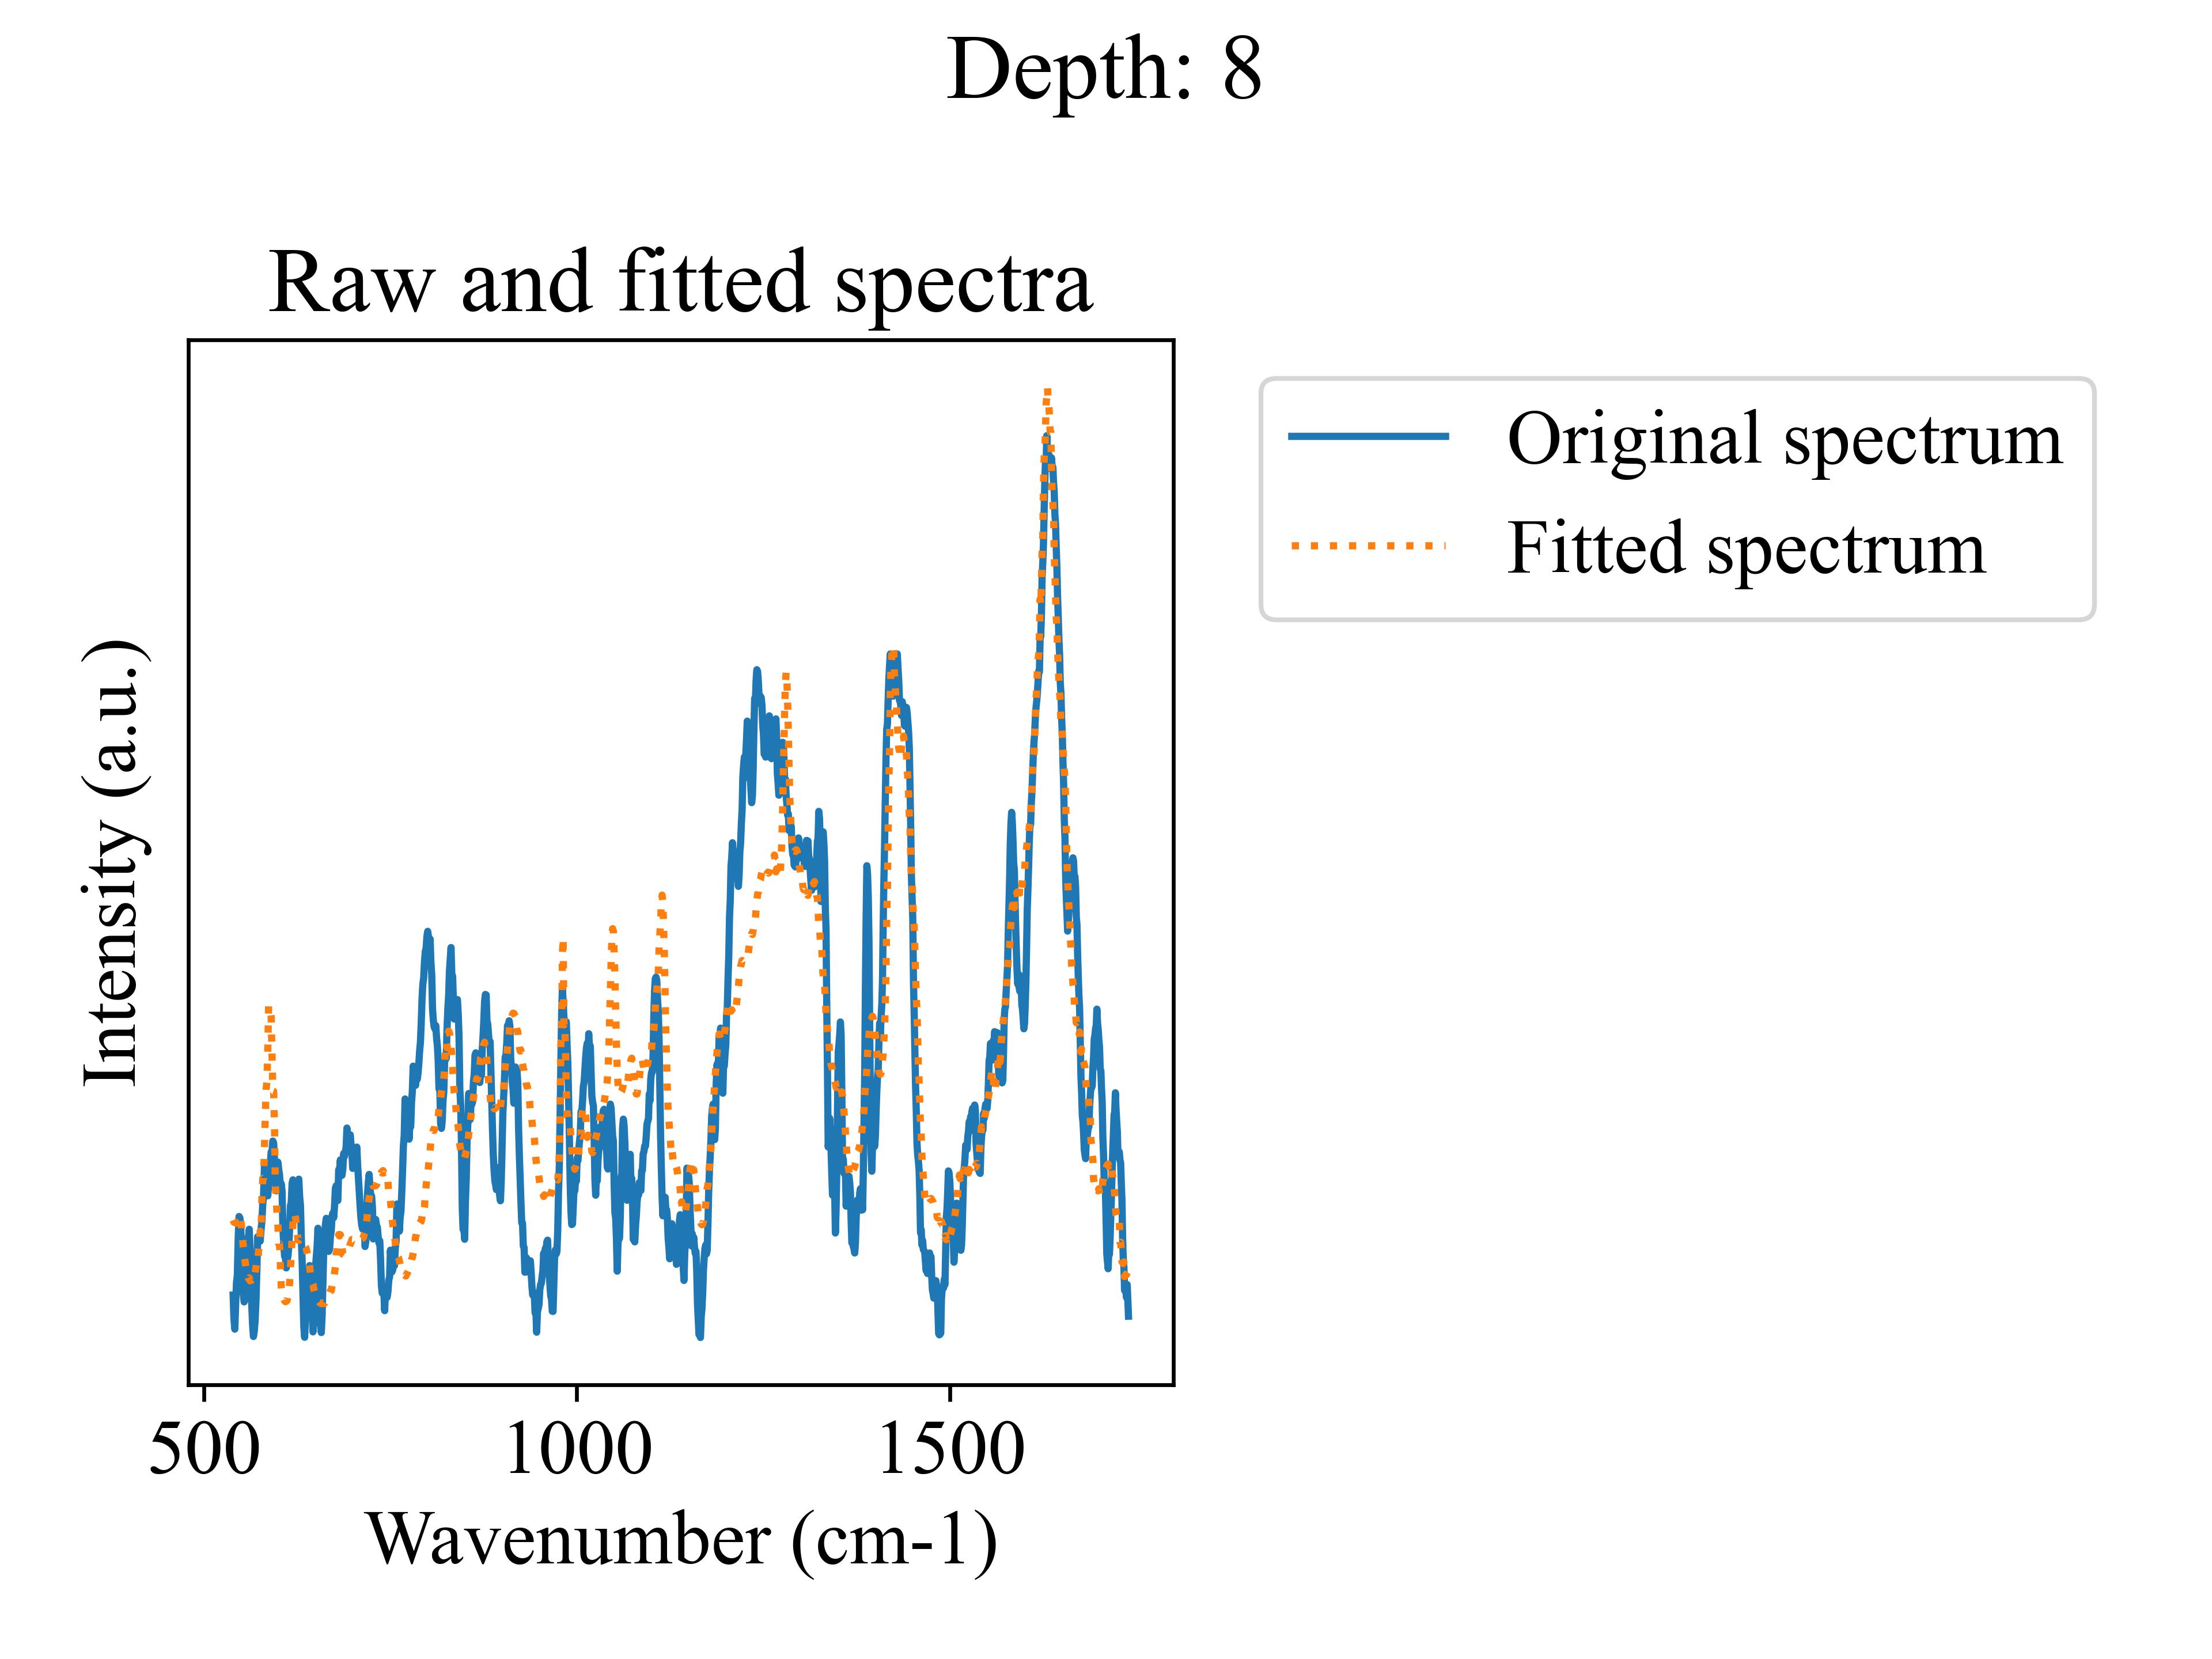 Depth: 8
Raw and fitted spectra
Original spectrum
Fitted spectrum
Intensity (a.u.)
500 1000 1500
Wavenumber (cm-1)